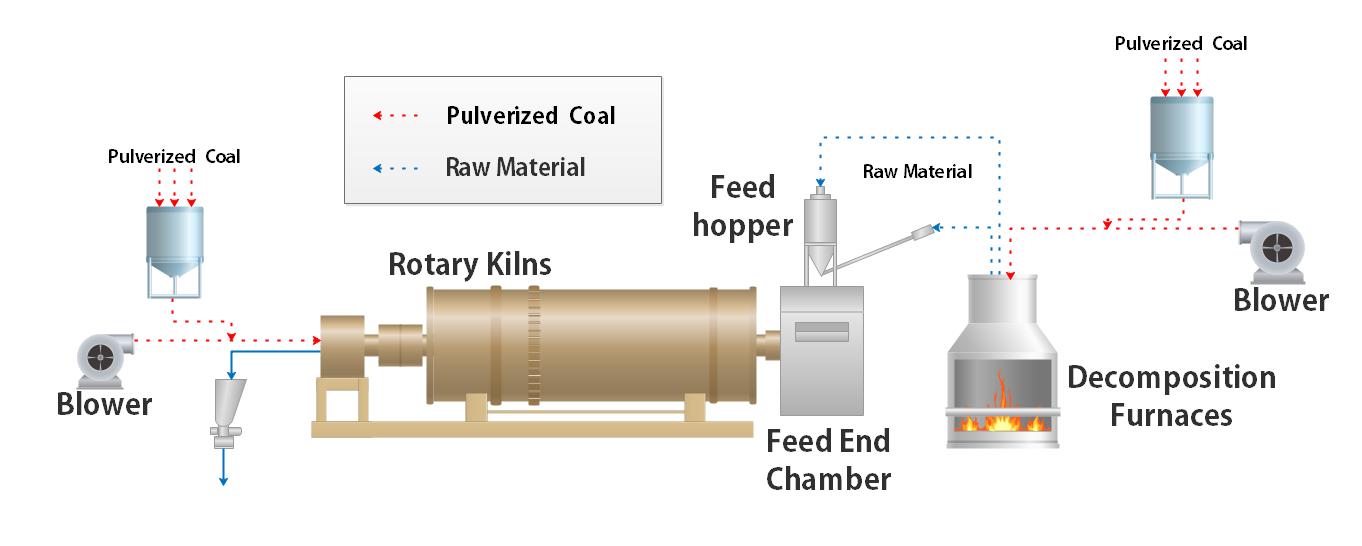 Pulverized Coal
Pulverized Coal
Raw Material
Pulverized Coal
Raw Material
Feed
hopper
Rotary Kilns
Blower
Blower
Decomposition
Furnaces
Feed End
Chamber